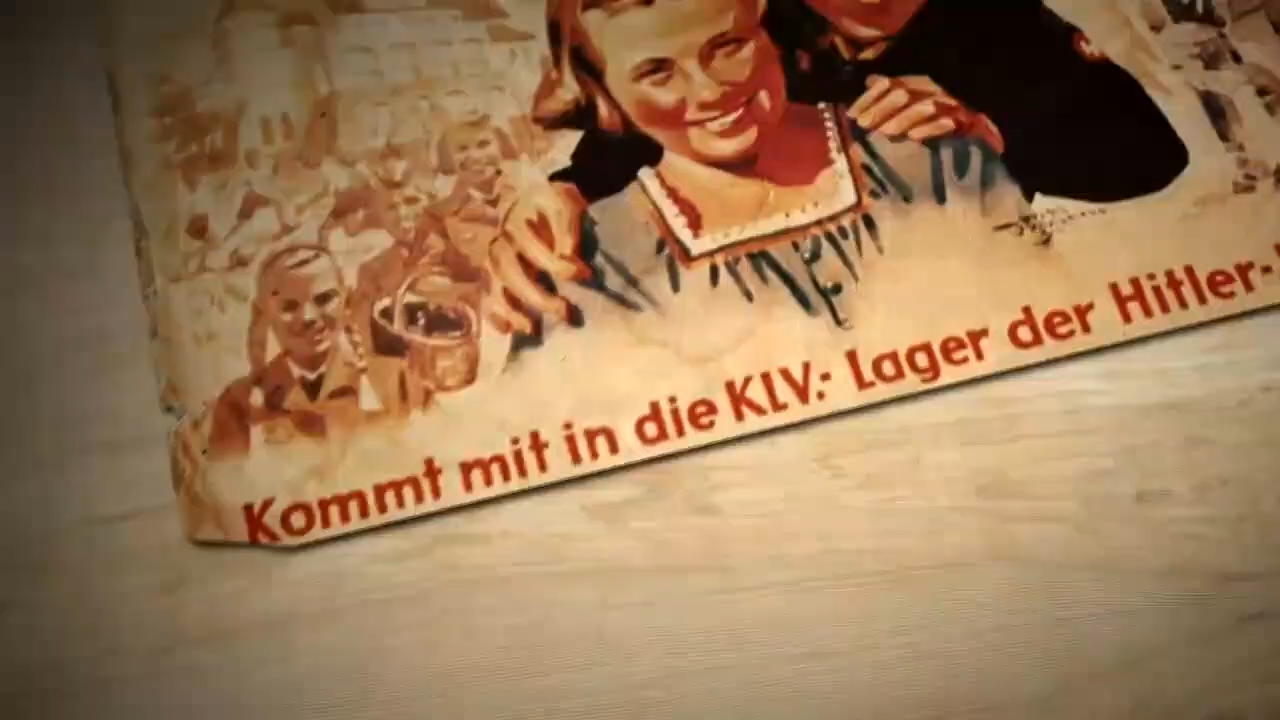 Kommt mit in die KLV.- Lager der Hitler-